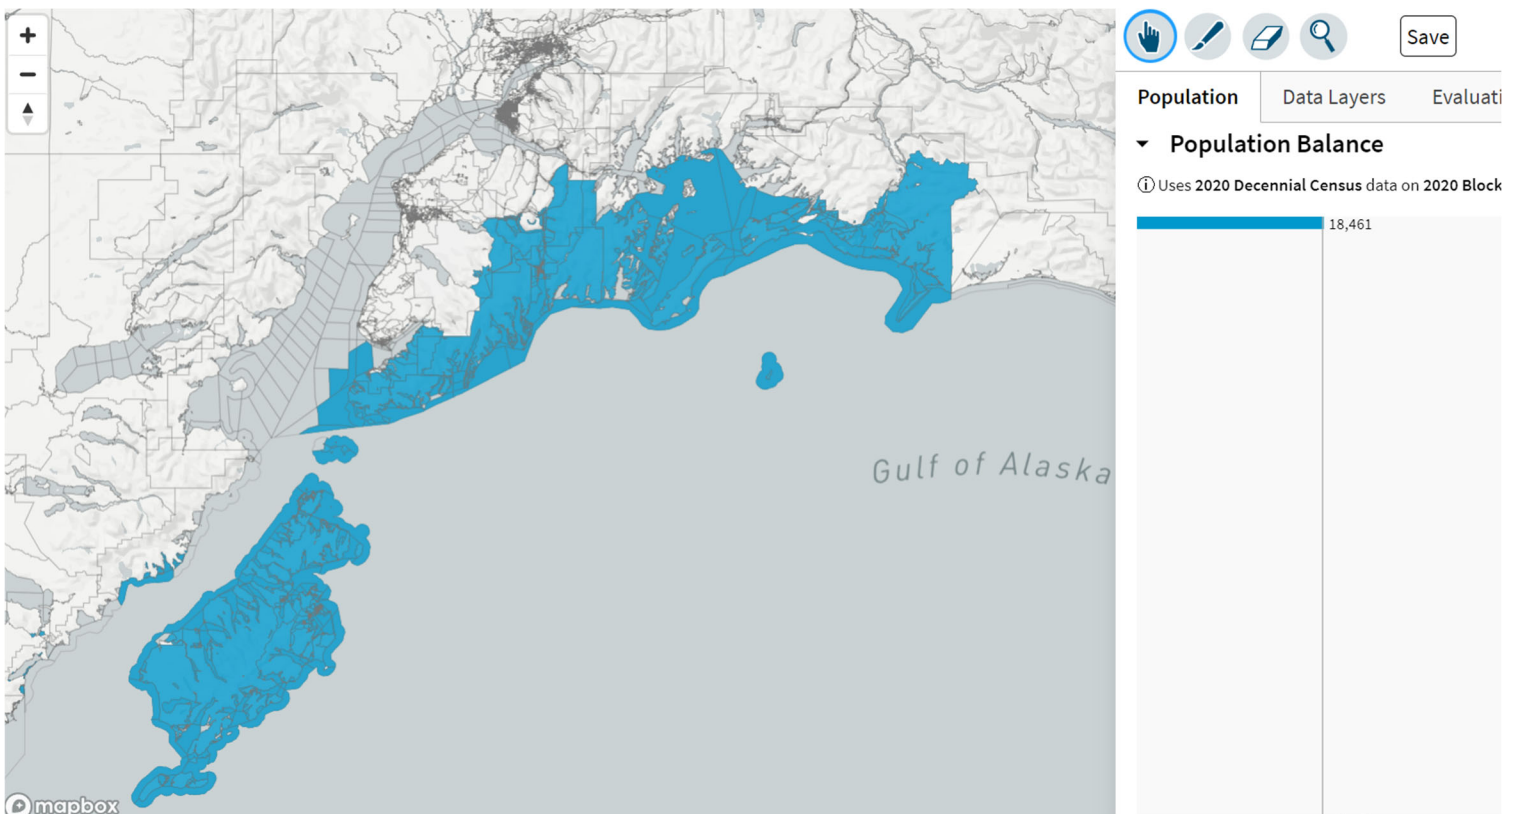 Save
Population
Data Layers
Evaluati
Population Balance
Uses 2020 Decennial Census data on 2020 Block
18,461
Gulf of Alaska
mapbox